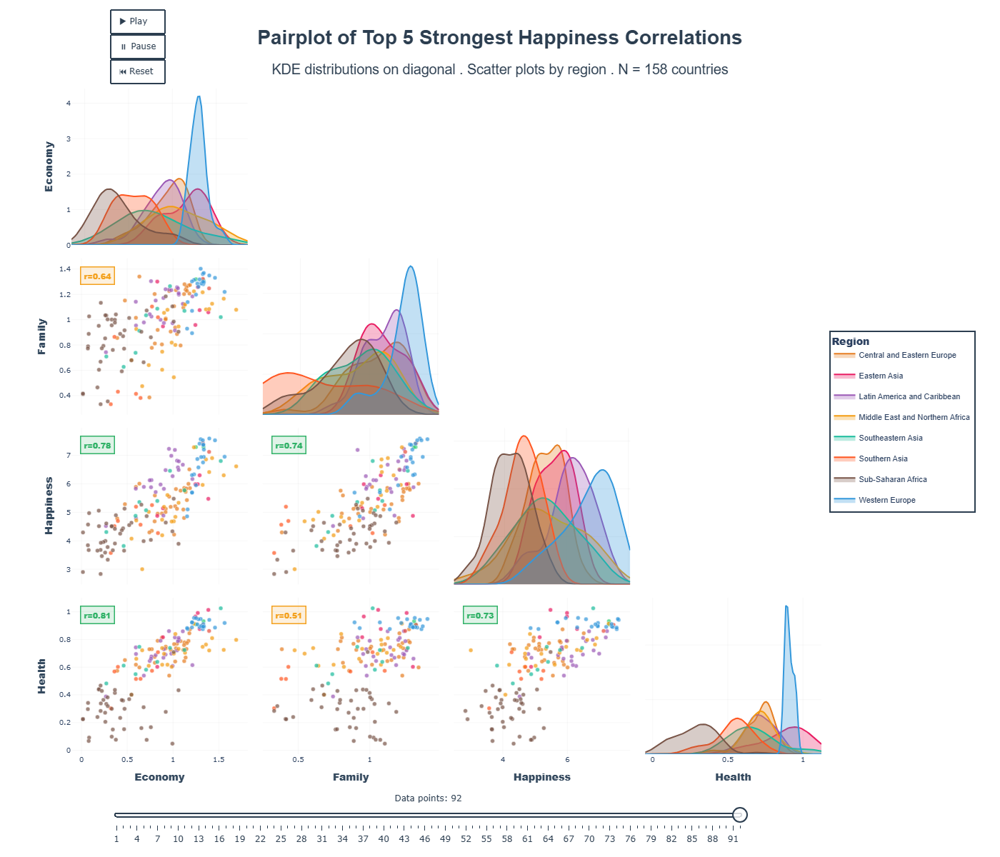 ▶ Play
⏸ Pause
⏮ Reset
Pairplot of Top 5 Strongest Happiness Correlations
KDE distributions on diagonal . Scatter plots by region . N = 158 countries
Economy
4
3
2
1
0
Family
1.4
1.2
1
0.8
0.6
0.4
r=0.64
Happiness
7
6
5
4
3
r=0.78
r=0.74
Health
1
0.8
0.6
0.4
0.2
0
r=0.81
r=0.51
r=0.73
0 0.5 1 1.5
0.5 1
4 6
0 0.5 1
Economy
Family
Happiness
Health
Region
Central and Eastern Europe
Eastern Asia
Latin America and Caribbean
Middle East and Northern Africa
Southeastern Asia
Southern Asia
Sub-Saharan Africa
Western Europe
Data points: 92
1 4 7 10 13 16 19 22 25 28 31 34 37 40 43 46 49 52 55 58 61 64 67 70 73 76 79 82 85 88 91